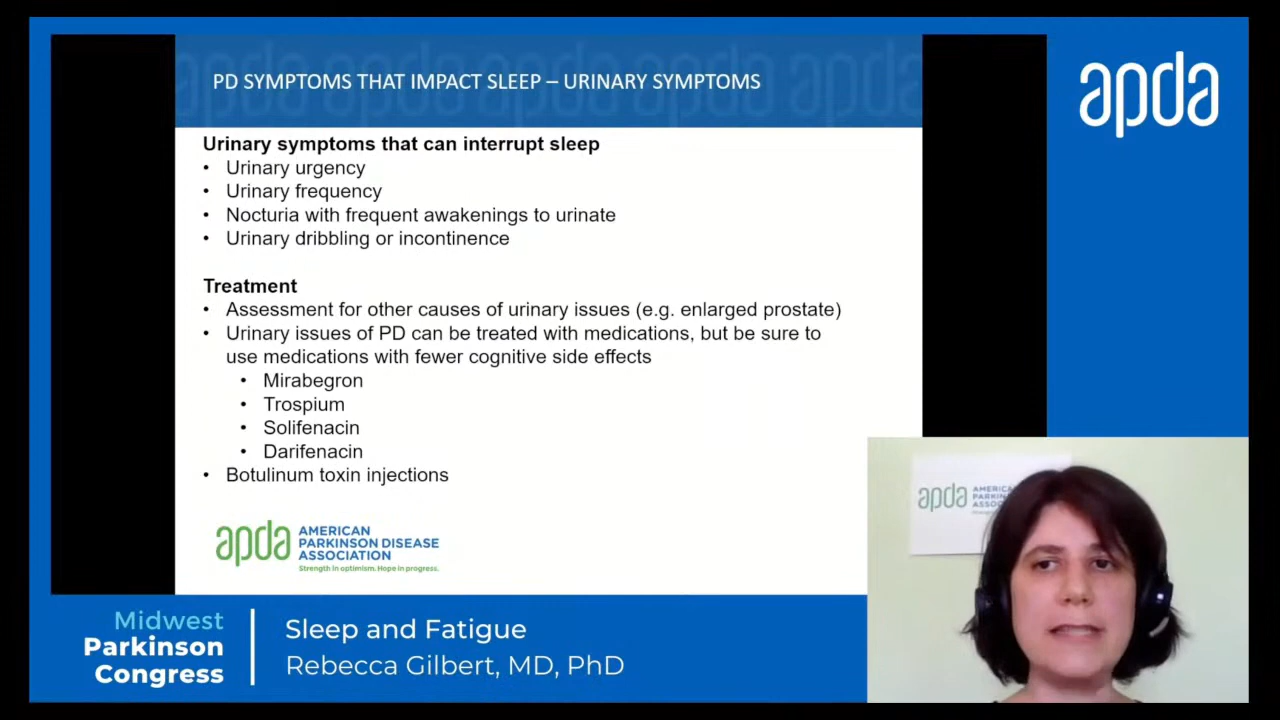 PD SYMPTOMS THAT IMPACT SLEEP – URINARY SYMPTOMS
apda
Urinary symptoms that can interrupt sleep
• Urinary urgency
• Urinary frequency
• Nocturia with frequent awakenings to urinate
• Urinary dribbling or incontinence
Treatment
• Assessment for other causes of urinary issues (e.g. enlarged prostate)
• Urinary issues of PD can be treated with medications, but be sure to
use medications with fewer cognitive side effects
• Mirabegron
• Trospium
• Solifenacin
• Darifenacin
• Botulinum toxin injections
apda
AMERICAN
PARKINSON DISEASE
ASSOCIATION
Strength in optimism. Hope in progress.
apda
Midwest
Parkinson
Congress
Sleep and Fatigue
Rebecca Gilbert, MD, PhD